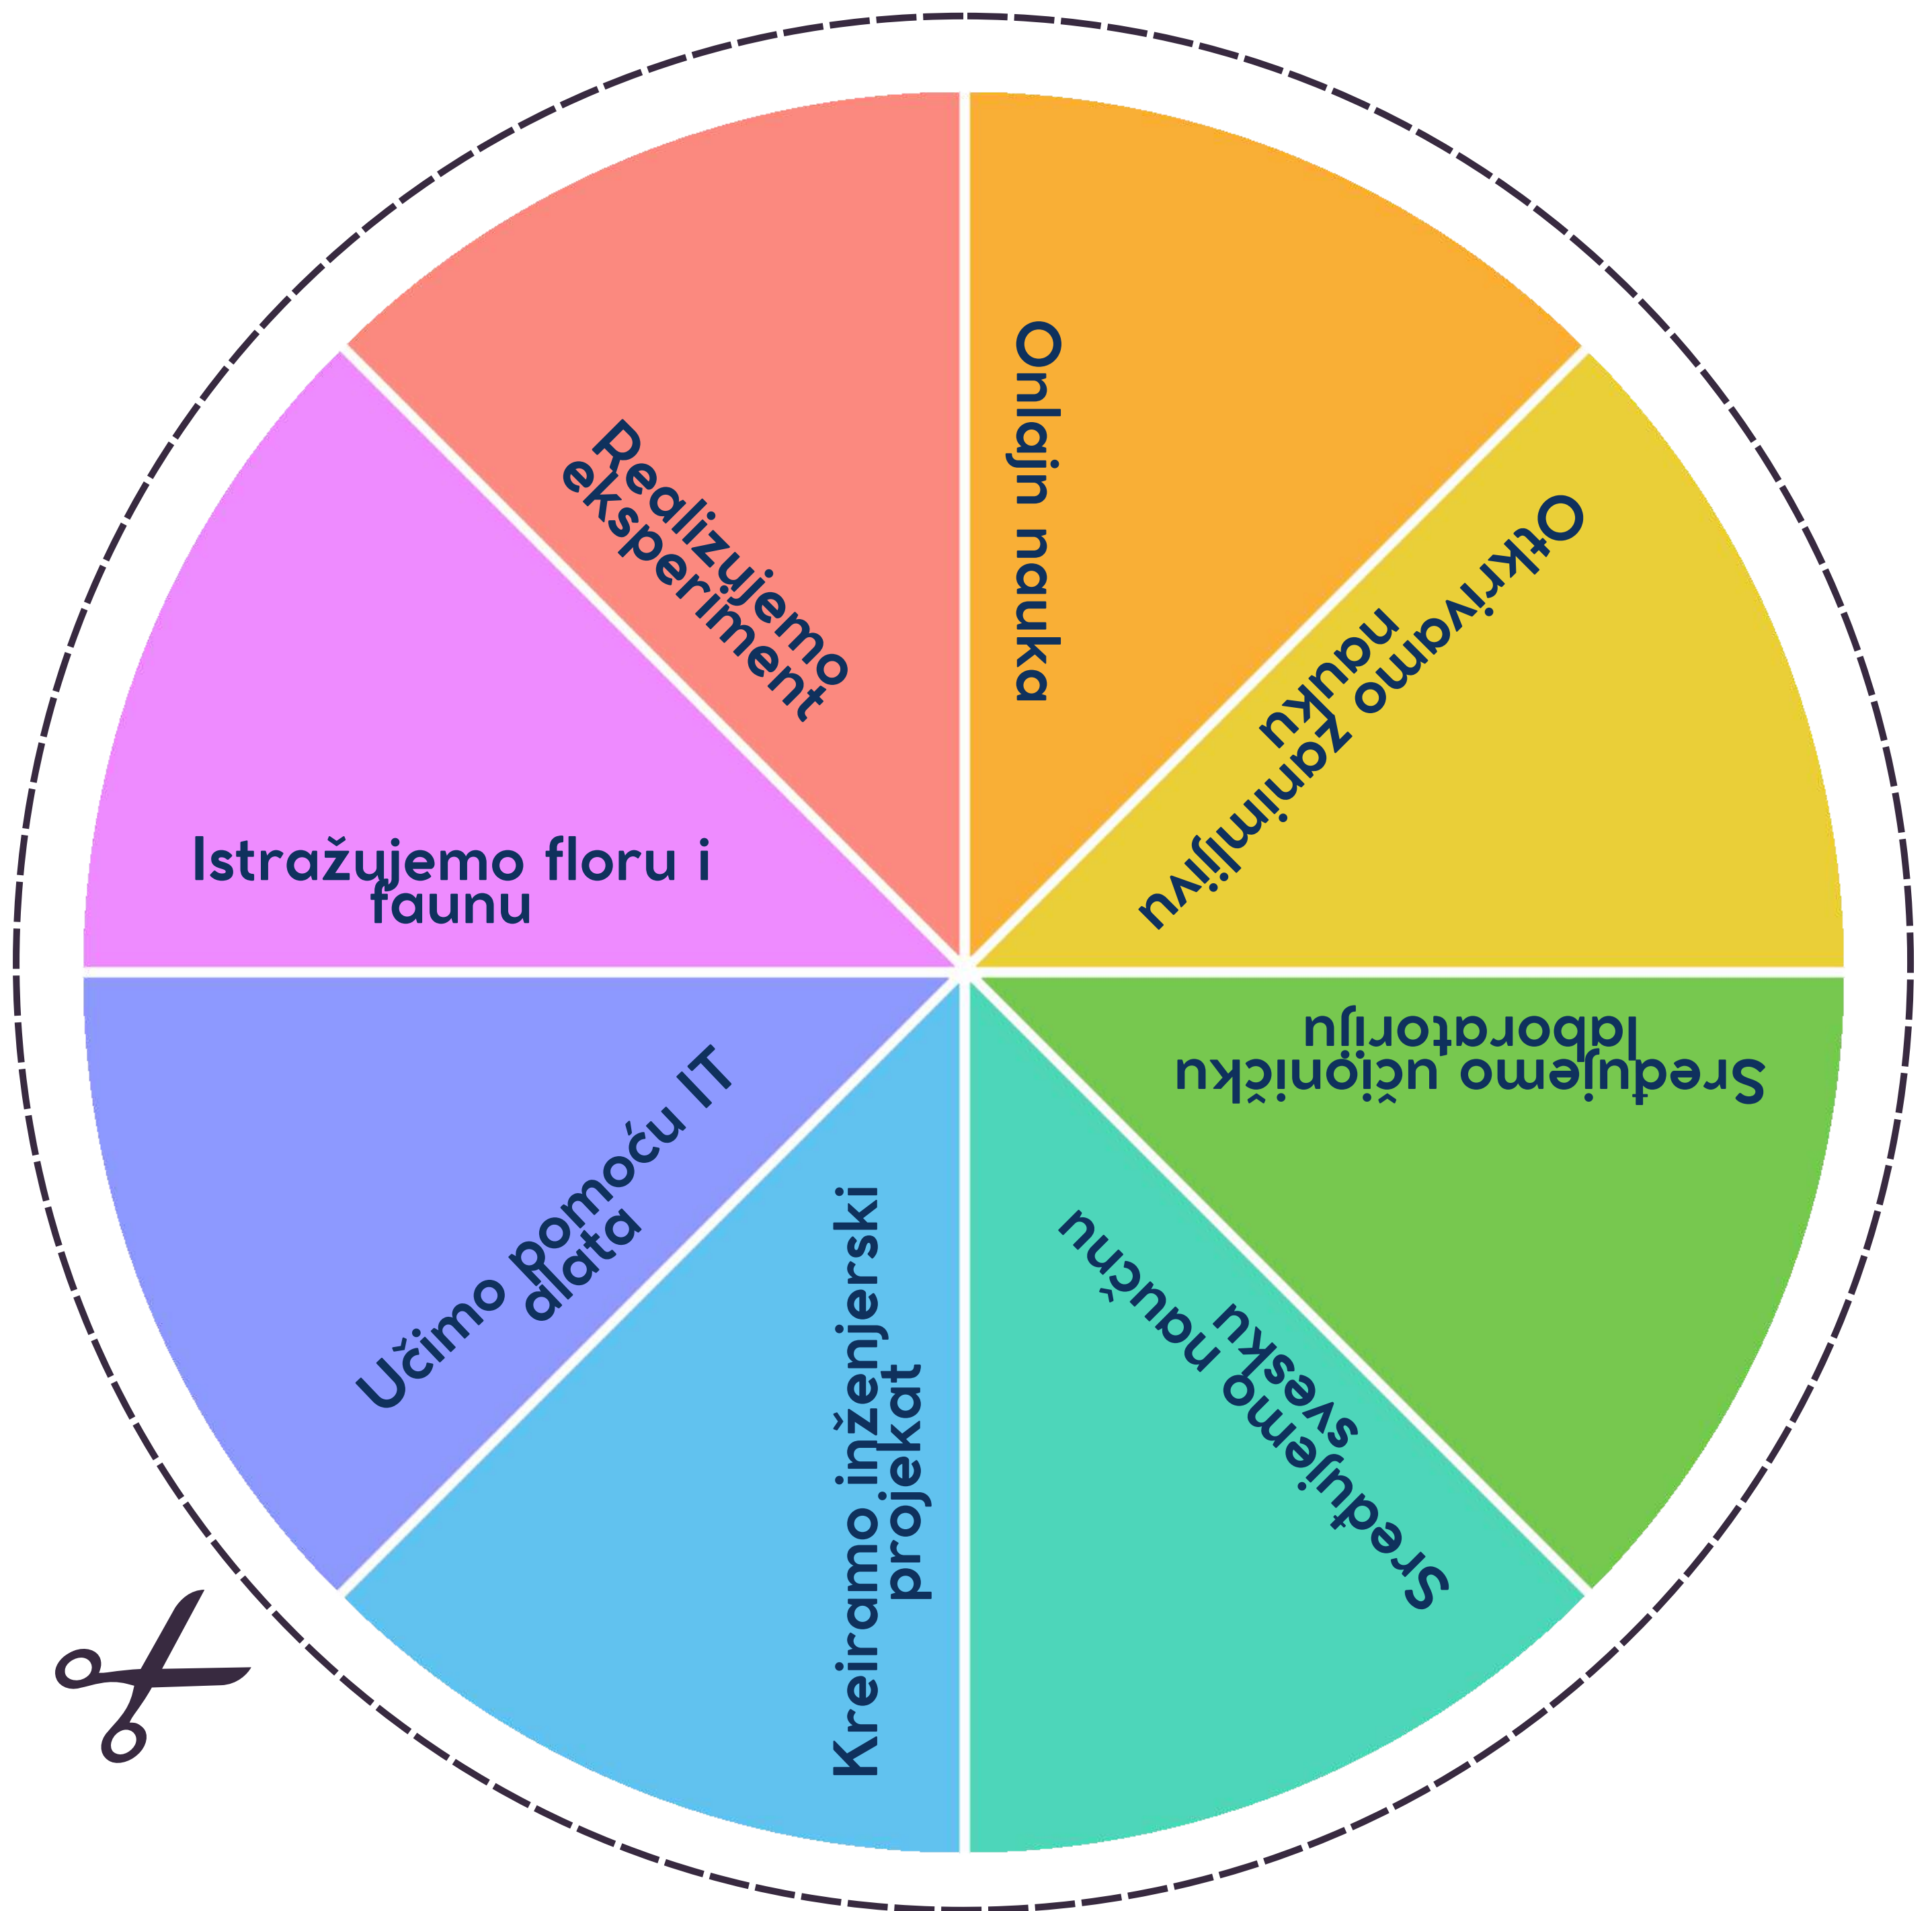 Onlajn nauka
Otkrivamo zanimljivu
nauku
Sređujemo učioničku
laboratoriju
Sređujemo naučnu
svesku
Kreiramo inženjerski
projekat
Učimo pomoću IT
alata
Istražujemo floru i
faunu
Realizujemo
eksperiment